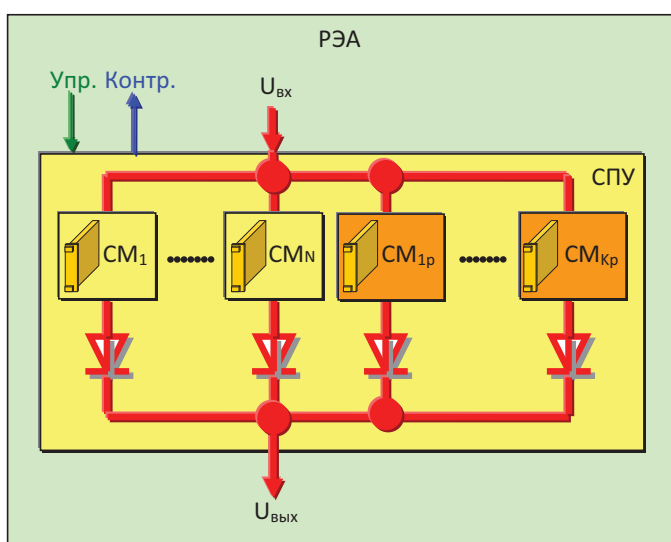 РЭА
Упр. Контр.
Uвх
СПУ
СМ1 ....... СМN СМ1р ....... СМКр
Uвых